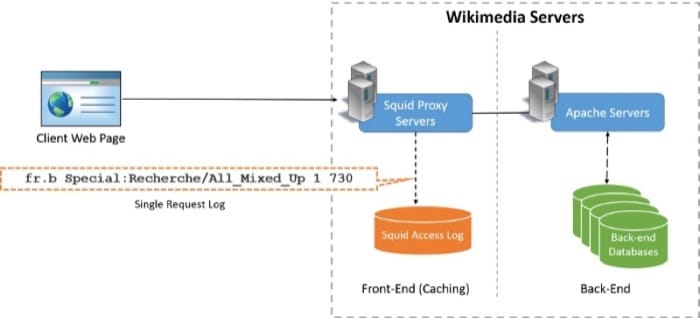 Wikimedia Servers
Squid Proxy
Servers
Apache Servers
Client Web Page
fr.b Special:Recherche/All_Mixed_Up 1 730
Single Request Log
Squid Access Log
Back-end
Databases
Front-End (Caching)
Back-End